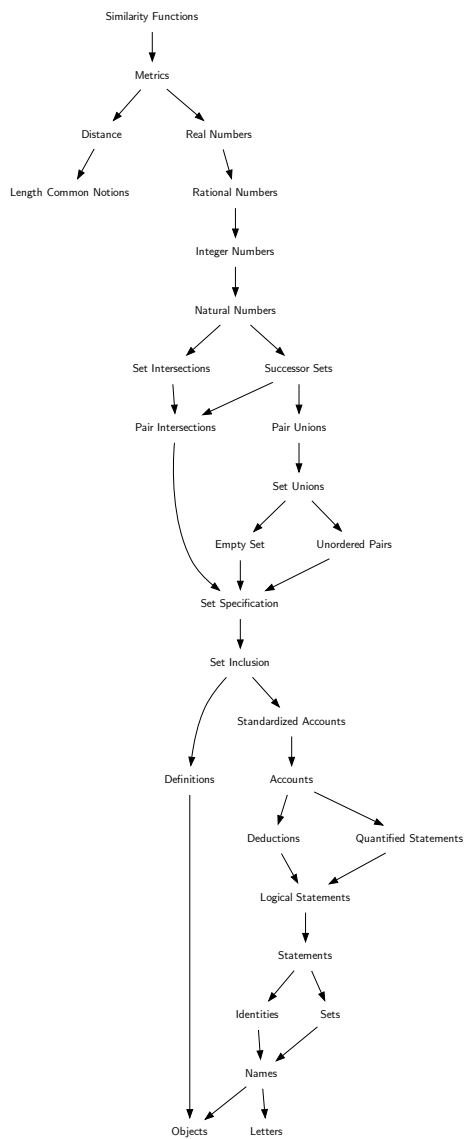 Similarity Functions
Metrics
Distance
Real Numbers
Length Common Notions
Rational Numbers
Integer Numbers
Natural Numbers
Set Intersections
Successor Sets
Pair Intersections
Pair Unions
Set Unions
Empty Set
Unordered Pairs
Set Specification
Set Inclusion
Standardized Accounts
Definitions
Accounts
Deductions
Quantified Statements
Logical Statements
Statements
Identities
Sets
Names
Objects
Letters